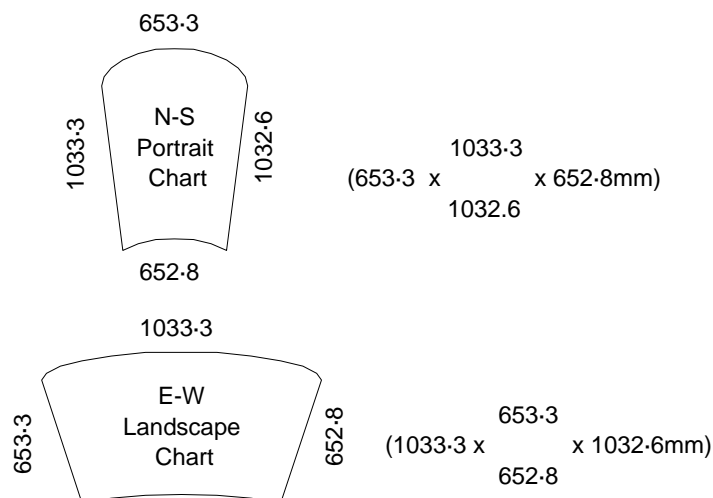 653·3
1033·3
N-S
Portrait
Chart
1032·6
652·8
1033·3
(653·3 x x 652·8mm)
1032.6
1033·3
653·3
E-W
Landscape
Chart
652·8
653·3
(1033·3 x x 1032·6mm)
652·8